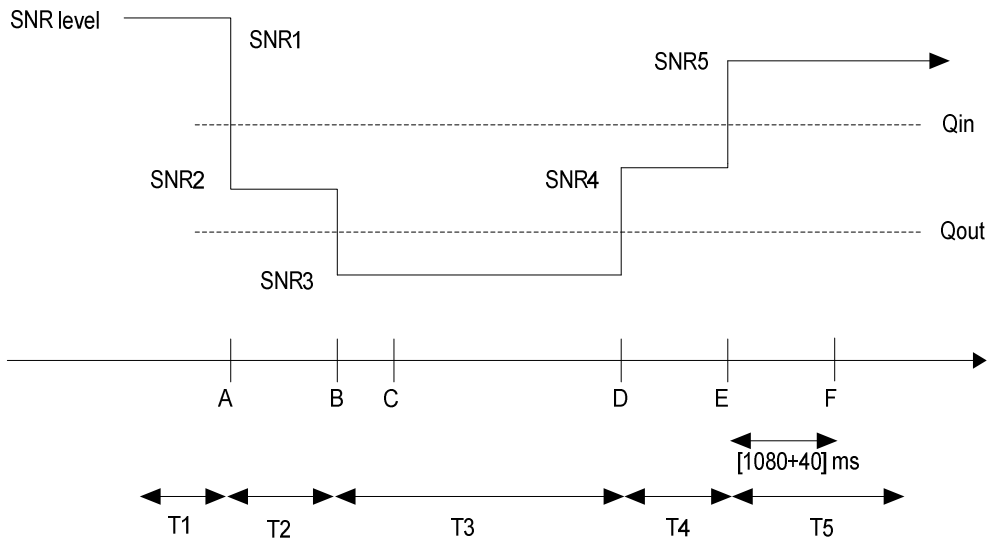 SNR level
SNR1
SNR5
Qin
SNR2
SNR4
Qout
SNR3
A B C D E F
[1080+40] ms
T1 T2 T3 T4 T5